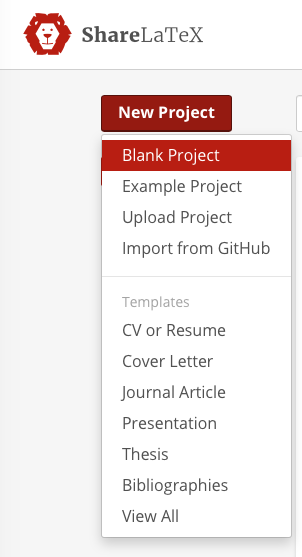 ShareLaTeX
New Project
Blank Project
Example Project
Upload Project
Import from GitHub
Templates
CV or Resume
Cover Letter
Journal Article
Presentation
Thesis
Bibliographies
View All